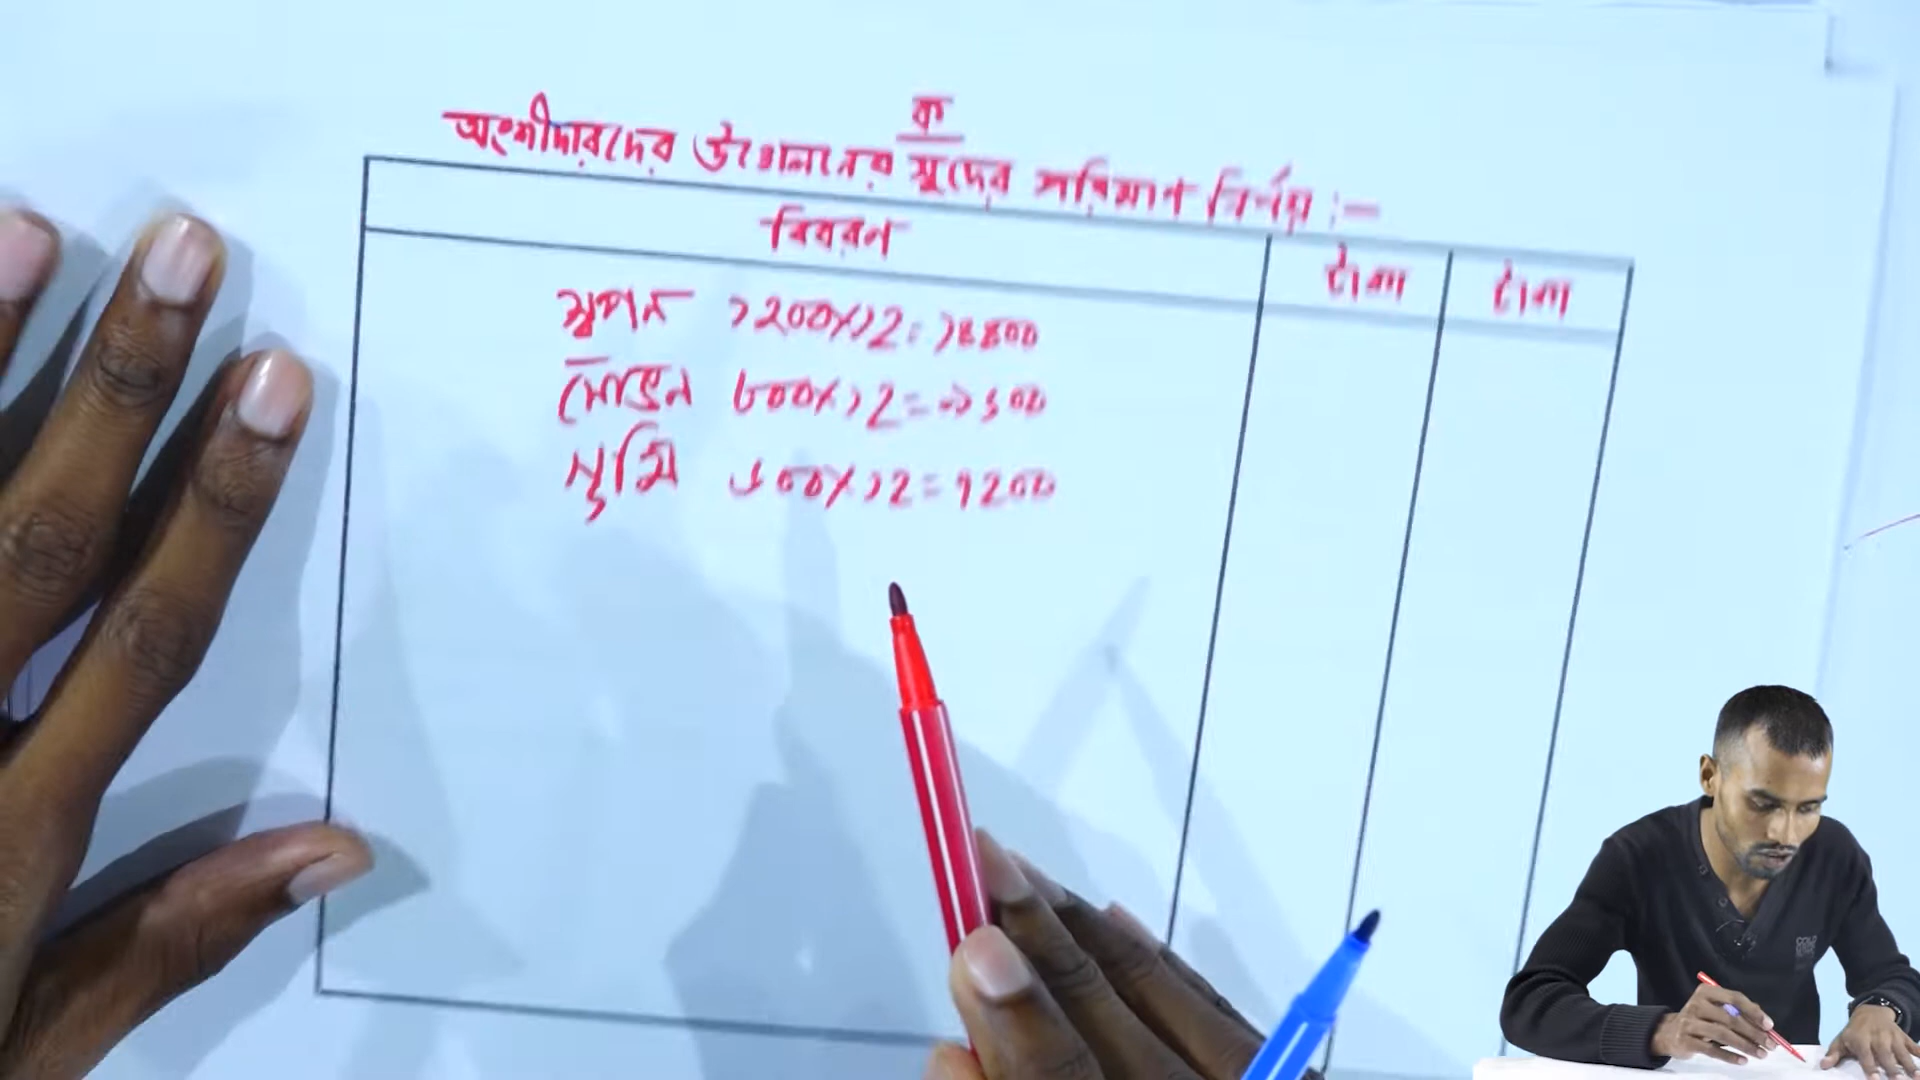 ক
অংশীদারদের উত্তোলনের সুদের পরিমাণ নির্ণয় :-
বিবরণ টাকা টাকা
স্বপন ১২০০×১২= ১৪৪০০
৮০০×১২= ৯৬০০
সুমি ৬০০×১২= ৭২০০